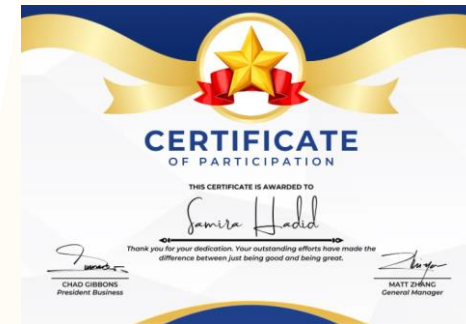 CERTIFICATE
OF PARTICIPATION
THIS CERTIFICATE IS AWARDED TO
Samira Hadid
Thank you for your dedication. Your outstanding efforts have made the
difference between just being good and being great.
CHAD GIBBONS
President Business
MATT ZHANG
General Manager